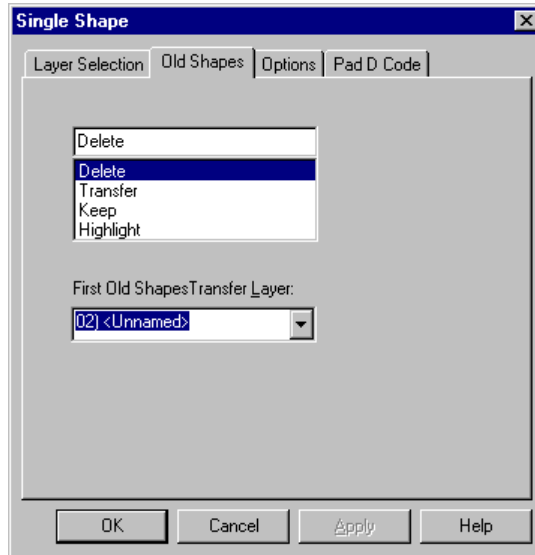 Single Shape
Layer Selection Old Shapes Options Pad D Code
Delete
Delete
Transfer
Keep
Highlight
First Old ShapesTransfer Layer:
02) <Unnamed>
OK Cancel Apply Help